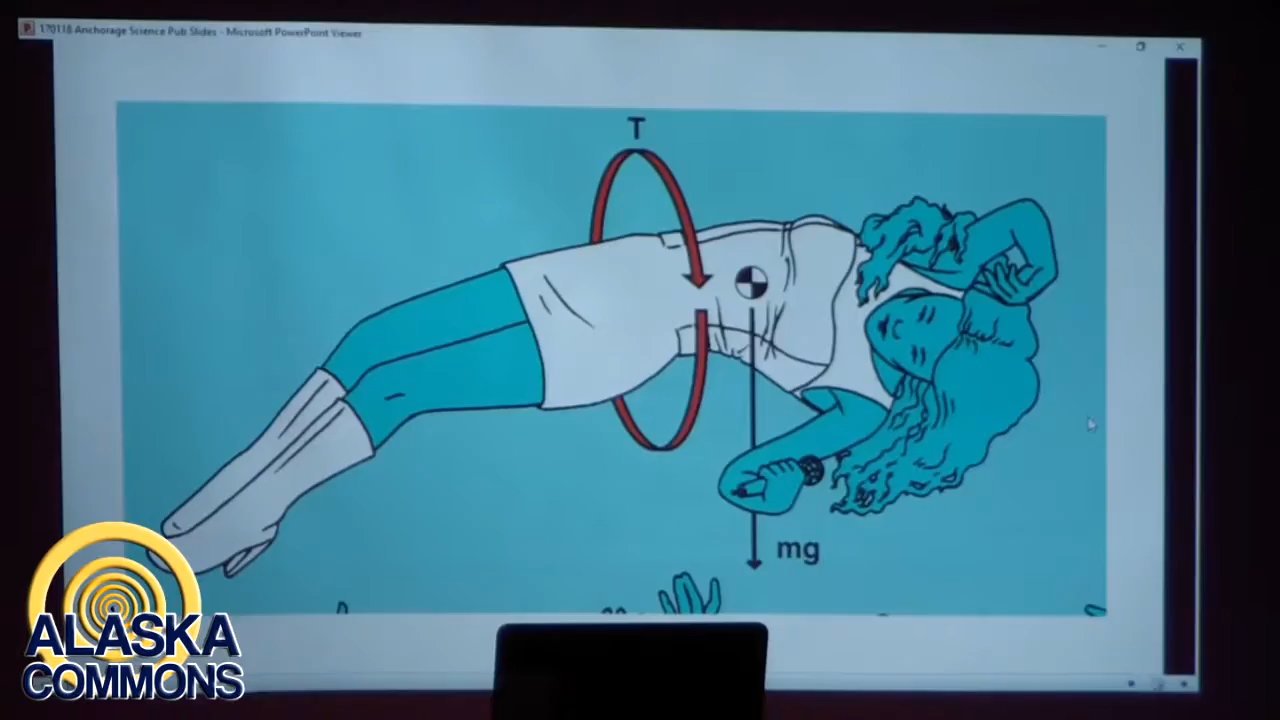 170118 Anchorage Science Pub Slides - Microsoft PowerPoint Viewer
T
mg
ALASKA
COMMONS